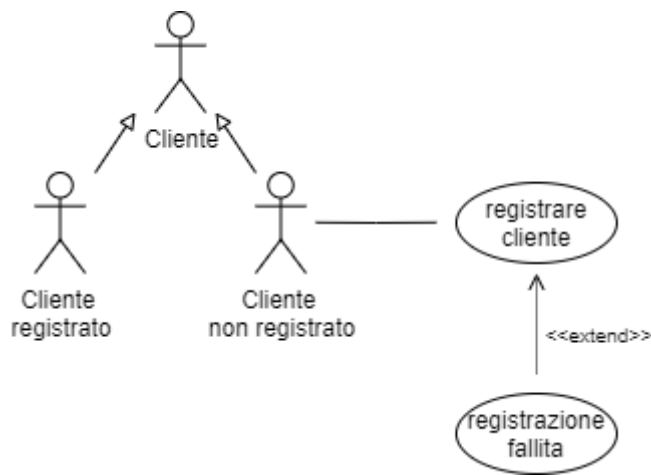 Cliente
Cliente
registrato
Cliente
non registrato
registrare
cliente
<<extend>>
registrazione
fallita